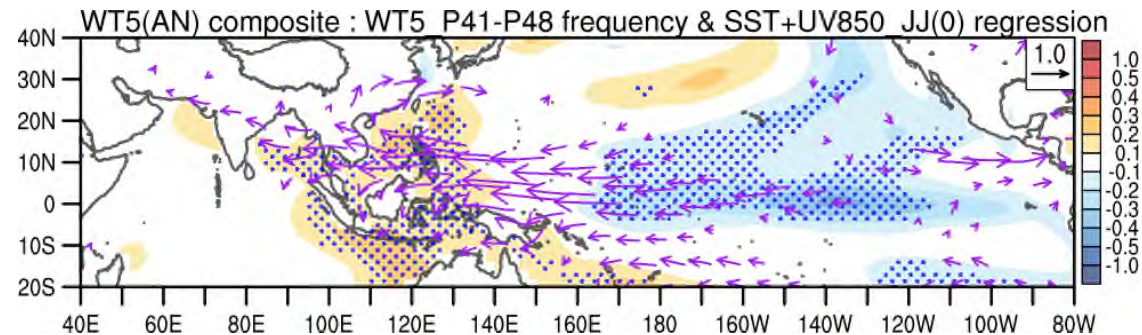 WT5(AN) composite : WT5_P41-P48 frequency & SST+UV850_JJ(0) regression
40N
30N
20N
10N
0
10S
20S
1.0
1.0
0.5
0.4
0.3
0.2
0.1
-0.1
-0.2
-0.3
-0.4
-0.5
-1.0
40E 60E 80E 100E 120E 140E 160E 180 160W 140W 120W 100W 80W